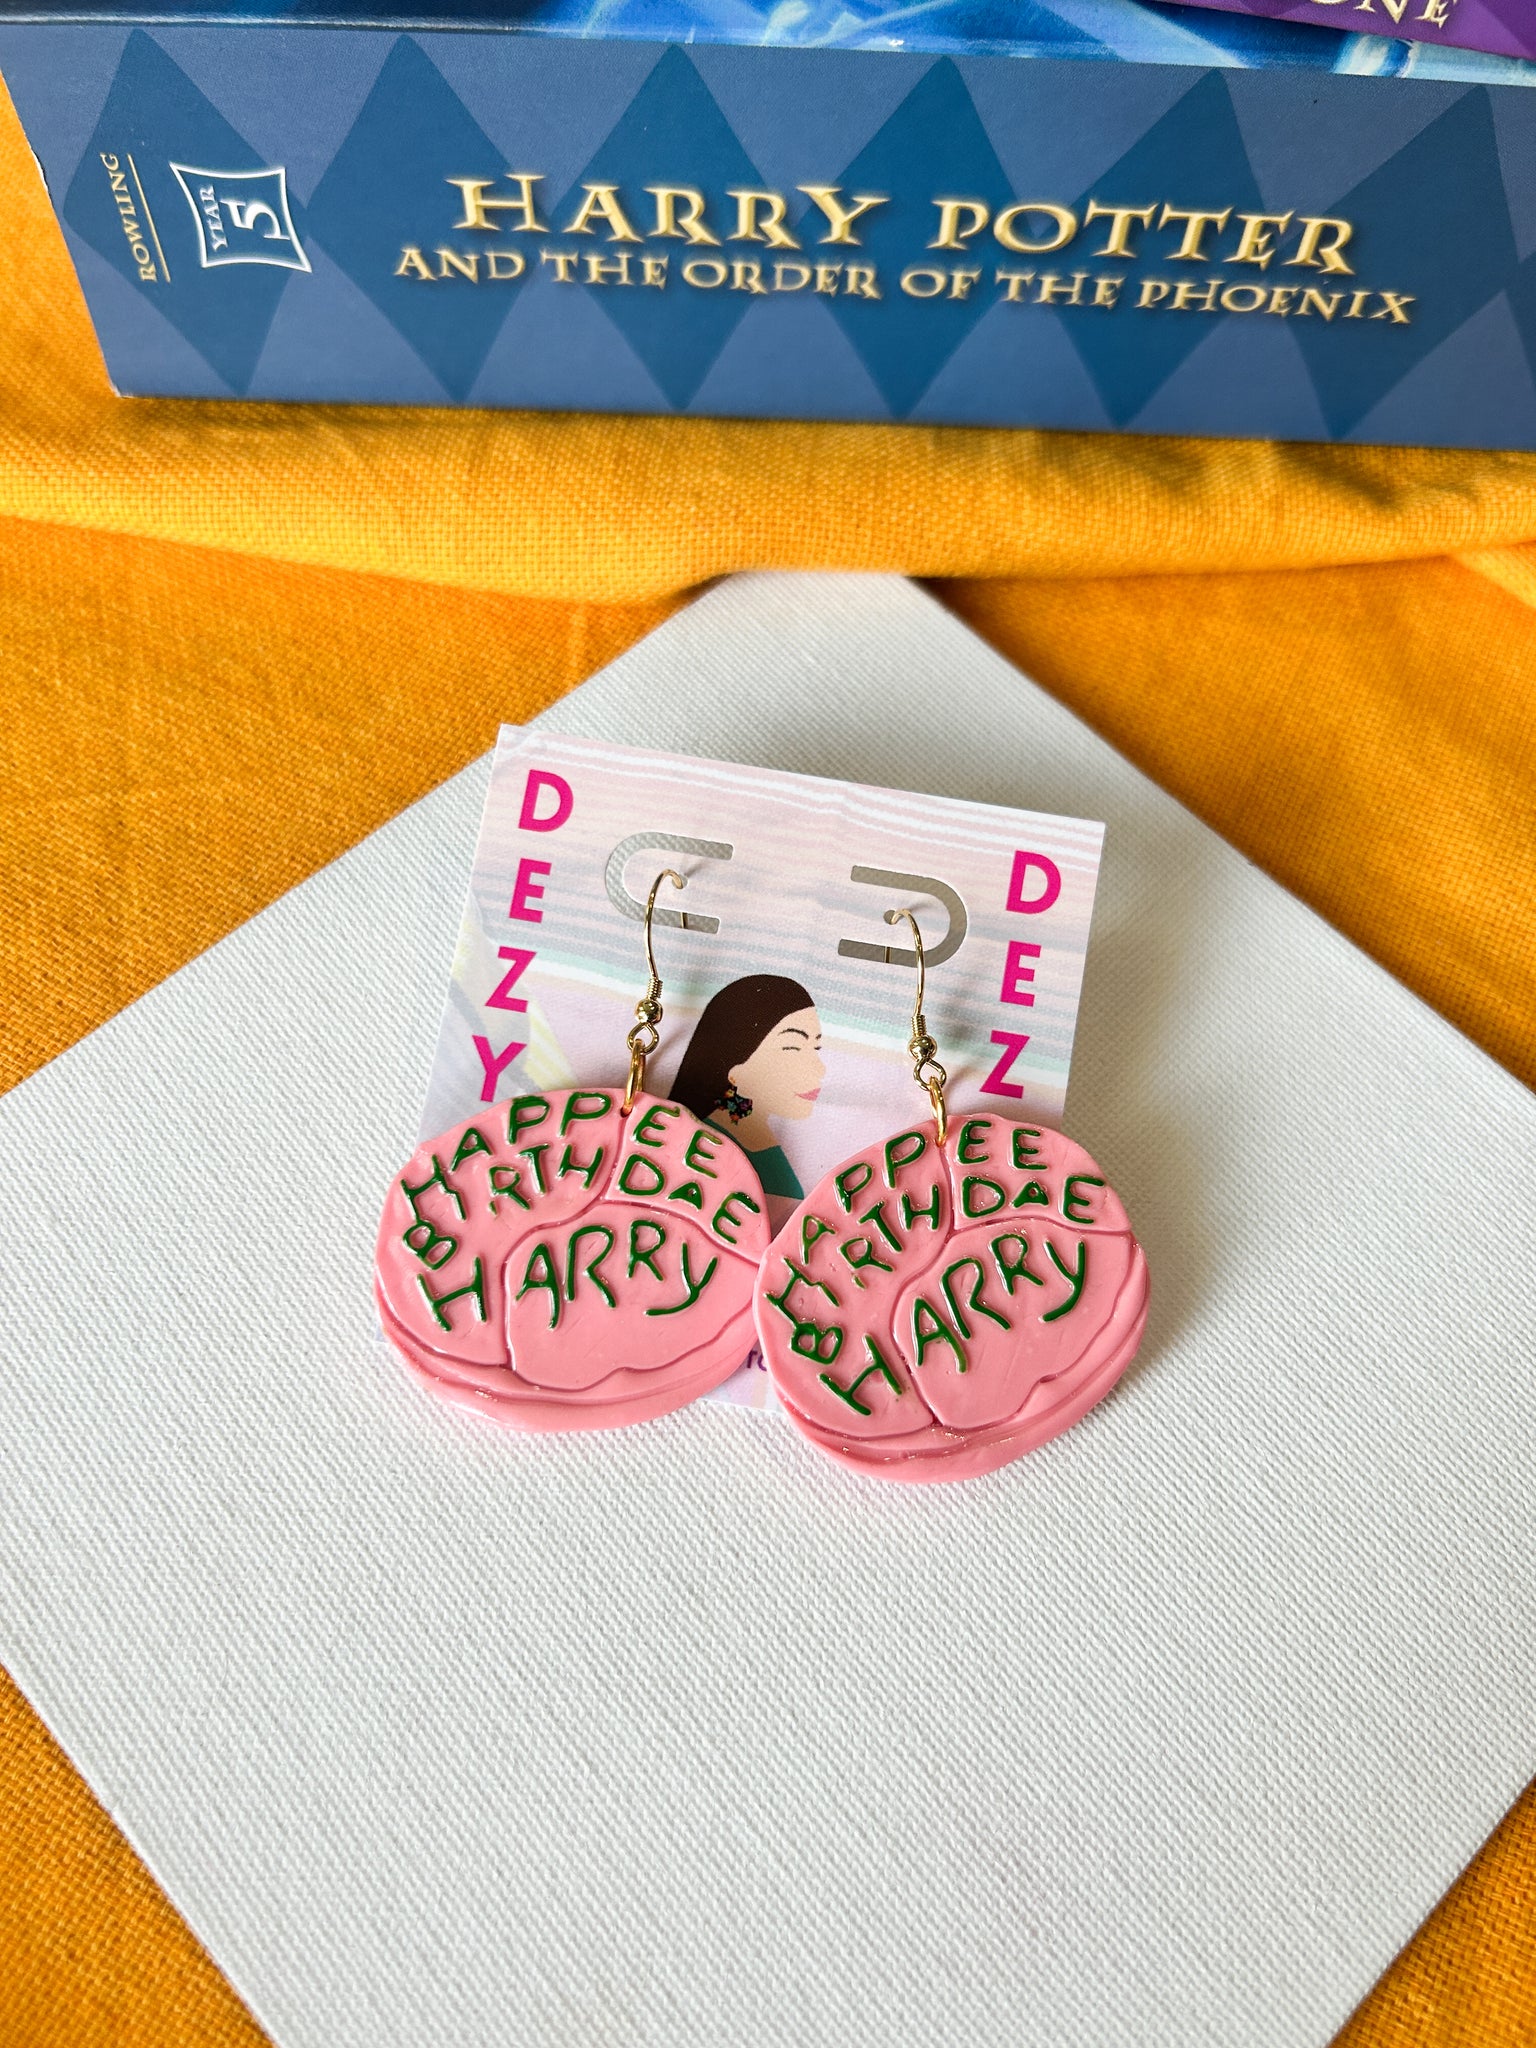 ONE
ROWLING
YEAR
5
HARRY POTTER
AND THE ORDER OF THE PHOENIX
DEZY
DEZ
HAPPEE
BIRTHDAE
HARRY
HAPPEE
BIRTHDAE
HARRY